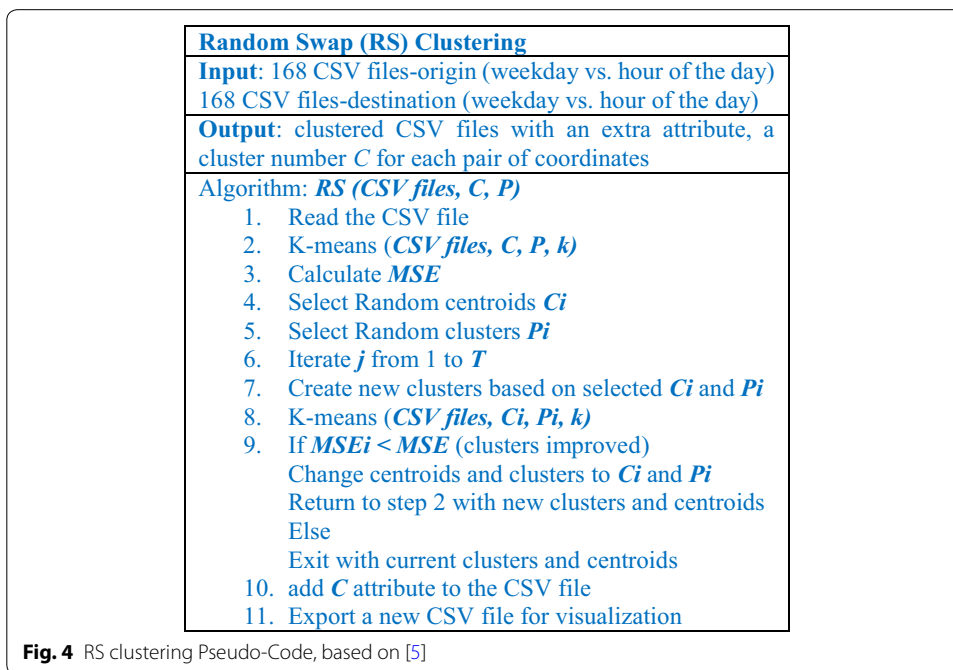 Random Swap (RS) Clustering
Input: 168 CSV files-origin (weekday vs. hour of the day)
168 CSV files-destination (weekday vs. hour of the day)
Output: clustered CSV files with an extra attribute, a
cluster number C for each pair of coordinates
Algorithm: RS (CSV files, C, P)
1. Read the CSV file
2. K-means (CSV files, C, P, k)
3. Calculate MSE
4. Select Random centroids Ci
5. Select Random clusters Pi
6. Iterate j from 1 to T
7. Create new clusters based on selected Ci and Pi
8. K-means (CSV files, Ci, Pi, k)
9. If MSEi < MSE (clusters improved)
Change centroids and clusters to Ci and Pi
Return to step 2 with new clusters and centroids
Else
Exit with current clusters and centroids
10. add C attribute to the CSV file
11. Export a new CSV file for visualization
Fig. 4 RS clustering Pseudo-Code, based on [5]